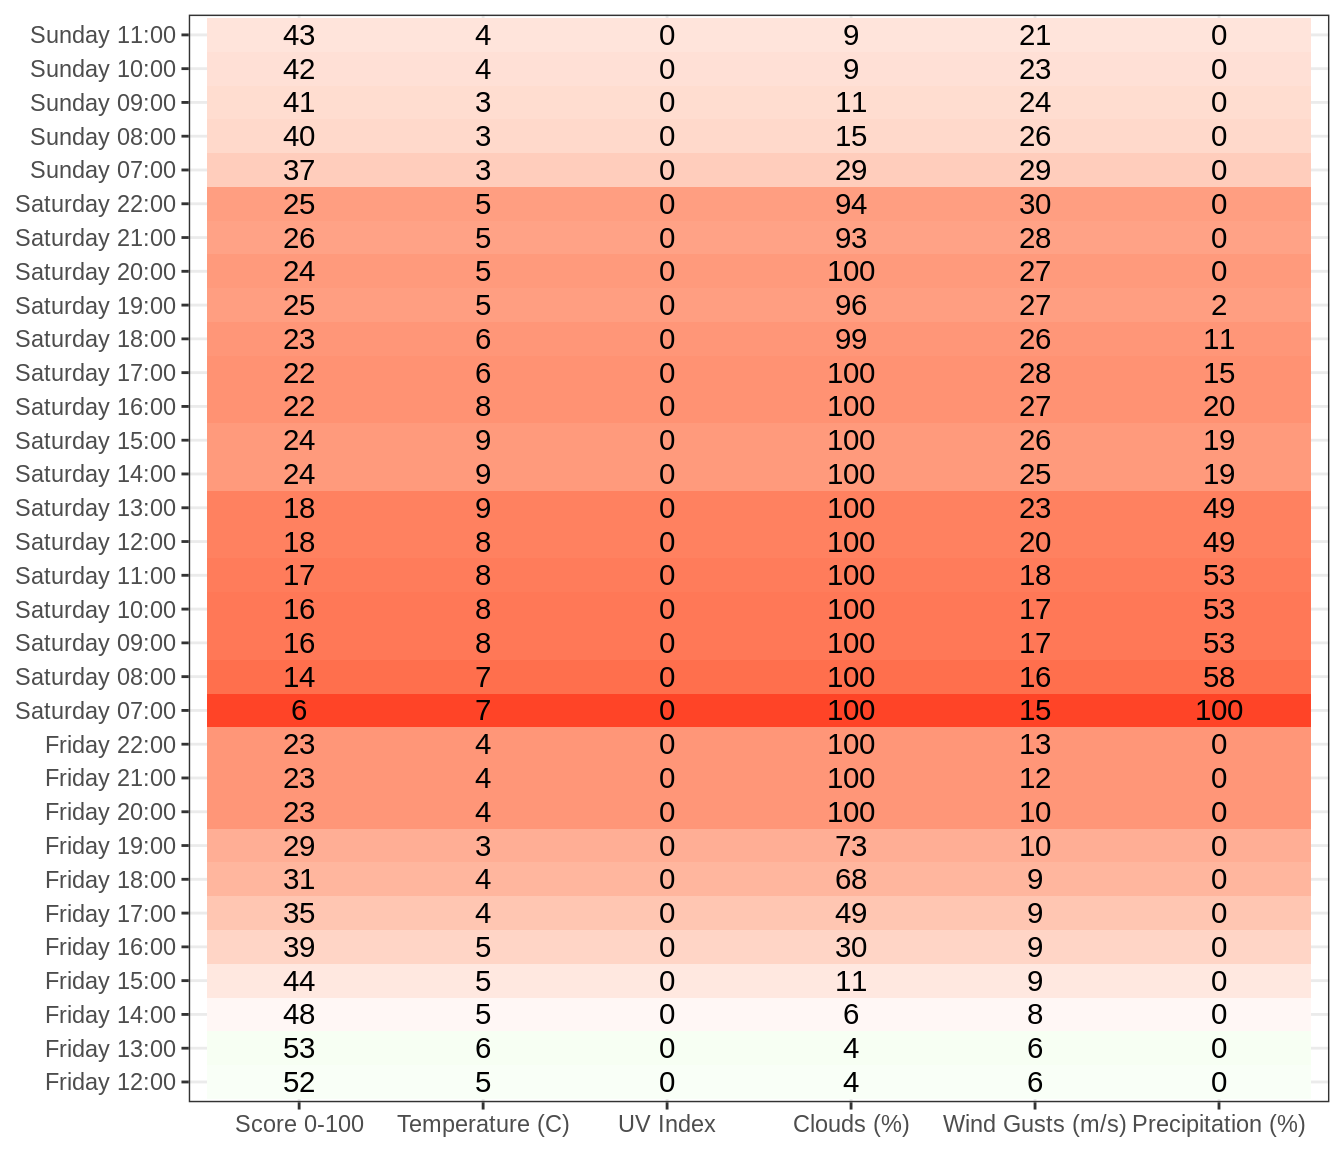 Sunday 11:00 43 4 0 9 21 0
Sunday 10:00 42 4 0 9 23 0
Sunday 09:00 41 3 0 11 24 0
Sunday 08:00 40 3 0 15 26 0
Sunday 07:00 37 3 0 29 29 0
Saturday 22:00 25 5 0 94 30 0
Saturday 21:00 26 5 0 93 28 0
Saturday 20:00 24 5 0 100 27 0
Saturday 19:00 25 5 0 96 27 2
Saturday 18:00 23 6 0 99 26 11
Saturday 17:00 22 6 0 100 28 15
Saturday 16:00 22 8 0 100 27 20
Saturday 15:00 24 9 0 100 26 19
Saturday 14:00 24 9 0 100 25 19
Saturday 13:00 18 9 0 100 23 49
Saturday 12:00 18 8 0 100 20 49
Saturday 11:00 17 8 0 100 18 53
Saturday 10:00 16 8 0 100 17 53
Saturday 09:00 16 8 0 100 17 53
Saturday 08:00 14 7 0 100 16 58
Saturday 07:00 6 7 0 100 15 100
Friday 22:00 23 4 0 100 13 0
Friday 21:00 23 4 0 100 12 0
Friday 20:00 23 4 0 100 10 0
Friday 19:00 29 3 0 73 10 0
Friday 18:00 31 4 0 68 9 0
Friday 17:00 35 4 0 49 9 0
Friday 16:00 39 5 0 30 9 0
Friday 15:00 44 5 0 11 9 0
Friday 14:00 48 5 0 6 8 0
Friday 13:00 53 6 0 4 6 0
Friday 12:00 52 5 0 4 6 0
Score 0-100 Temperature (C) UV Index Clouds (%) Wind Gusts (m/s) Precipitation (%)